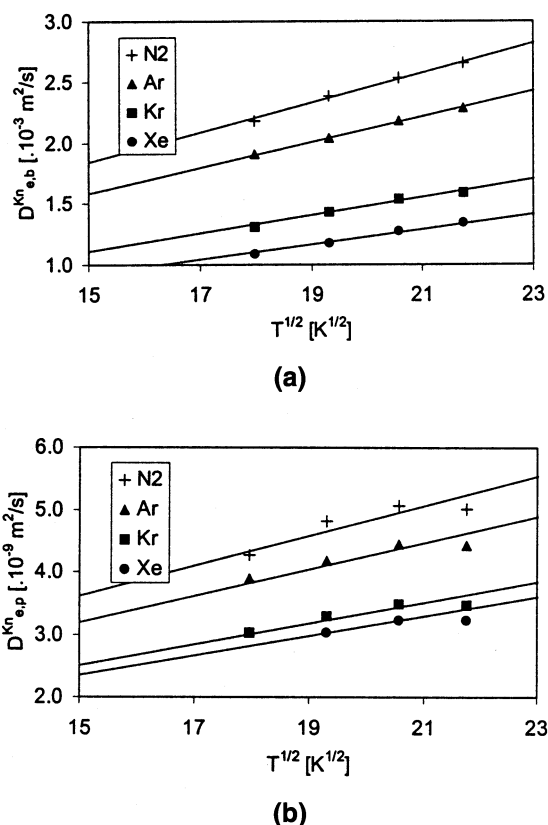 3.0
2.5
2.0
1.5
1.0
D^Kn_e,b [.10^-3 m^2/s]
N2
Ar
Kr
Xe
15 17 19 21 23
T^1/2 [K^1/2]
(a)
6.0
5.0
4.0
3.0
2.0
D^Kn_e,p [.10^-9 m^2/s]
N2
Ar
Kr
Xe
15 17 19 21 23
T^1/2 [K^1/2]
(b)